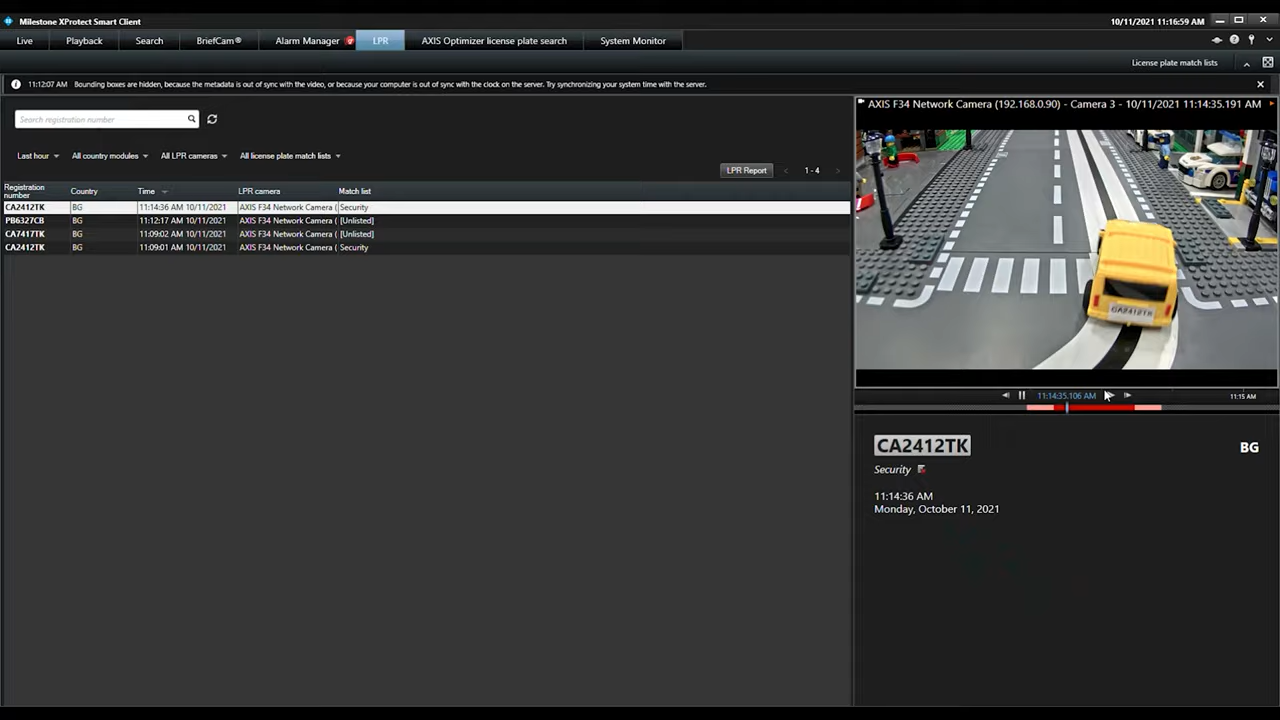 Milestone XProtect Smart Client
10/11/2021 11:16:59 AM
Live Playback Search BriefCam® Alarm Manager LPR AXIS Optimizer license plate search System Monitor
License plate match lists
11:12:07 AM Bounding boxes are hidden, because the metadata is out of sync with the video, or because your computer is out of sync with the clock on the server. Try synchronizing your system time with the server.
Search registration number
Last hour All country modules All LPR cameras All license plate match lists
LPR Report 1 - 4
Registration number Country Time LPR camera Match list
CA2412TK BG 11:14:36 AM 10/11/2021 AXIS F34 Network Camera ( Security
PB6327CB BG 11:12:17 AM 10/11/2021 AXIS F34 Network Camera ( [Unlisted]
CA7417TK BG 11:09:02 AM 10/11/2021 AXIS F34 Network Camera ( [Unlisted]
CA2412TK BG 11:09:01 AM 10/11/2021 AXIS F34 Network Camera ( Security
AXIS F34 Network Camera (192.168.0.90) - Camera 3 - 10/11/2021 11:14:35.191 AM
CA2412TK
11:14:35.106 AM
11:15 AM
CA2412TK BG
Security
11:14:36 AM
Monday, October 11, 2021